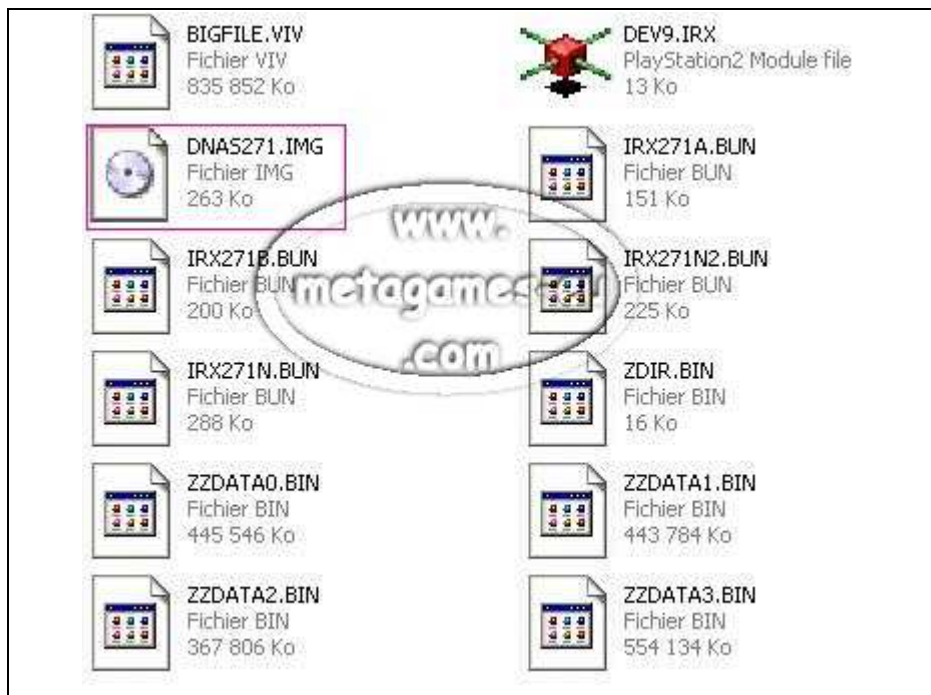 BIGFILE.VIV
Fichier VIV
835 852 Ko
DEV9.IRX
PlayStation2 Module file
13 Ko
DNAS271.IMG
Fichier IMG
263 Ko
IRX271A.BUN
Fichier BUN
151 Ko
IRX271B.BUN
Fichier BUN
200 Ko
IRX271N2.BUN
Fichier BUN
225 Ko
www.
metagames
.com
IRX271N.BUN
Fichier BUN
288 Ko
ZDIR.BIN
Fichier BIN
16 Ko
ZZDATA0.BIN
Fichier BIN
445 546 Ko
ZZDATA1.BIN
Fichier BIN
443 784 Ko
ZZDATA2.BIN
Fichier BIN
367 806 Ko
ZZDATA3.BIN
Fichier BIN
554 134 Ko